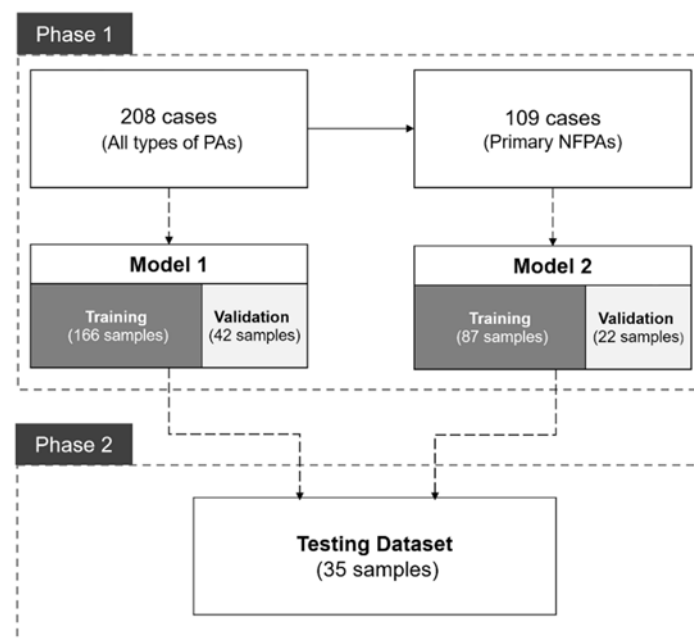 Phase 1
208 cases
(All types of PAs)
109 cases
(Primary NFPAs)
Model 1
Training
(166 samples)
Validation
(42 samples)
Model 2
Training
(87 samples)
Validation
(22 samples)
Phase 2
Testing Dataset
(35 samples)